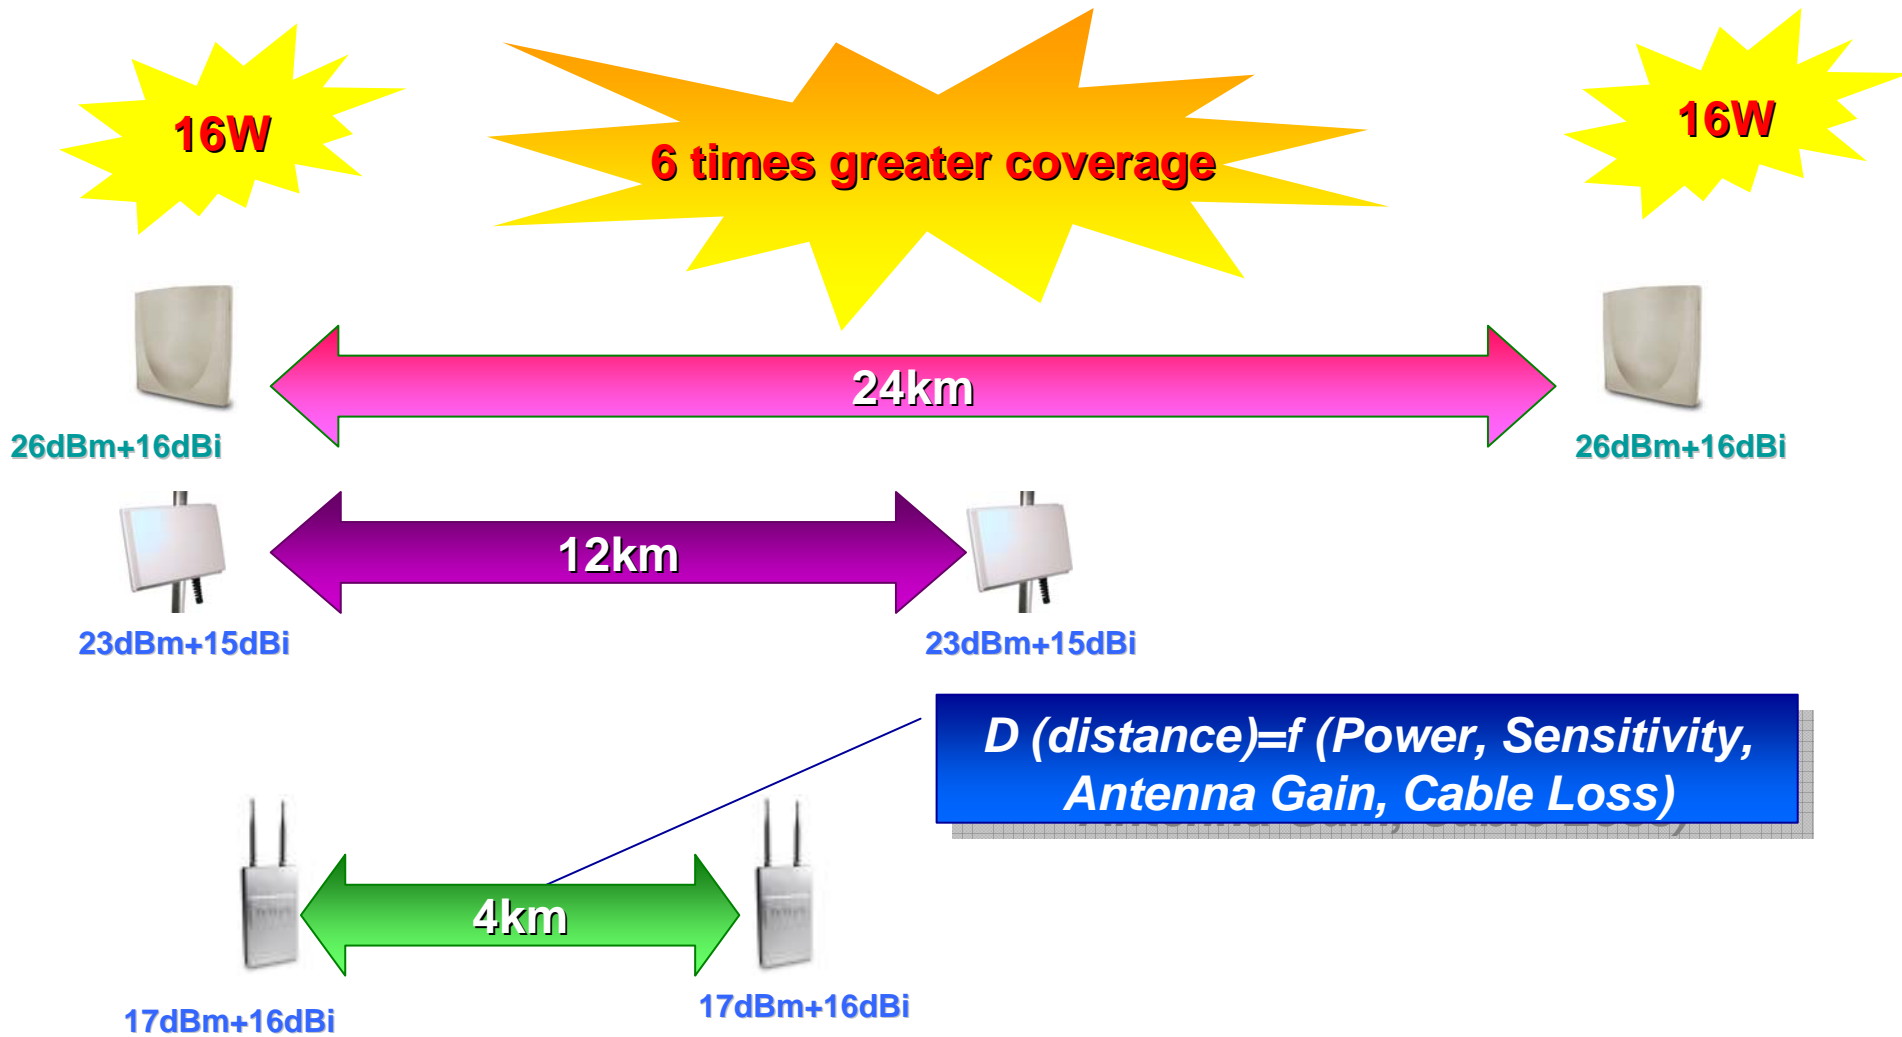 16W
6 times greater coverage
16W
24km
26dBm+16dBi
26dBm+16dBi
12km
23dBm+15dBi
23dBm+15dBi
D (distance)=f (Power, Sensitivity,
Antenna Gain, Cable Loss)
4km
17dBm+16dBi
17dBm+16dBi